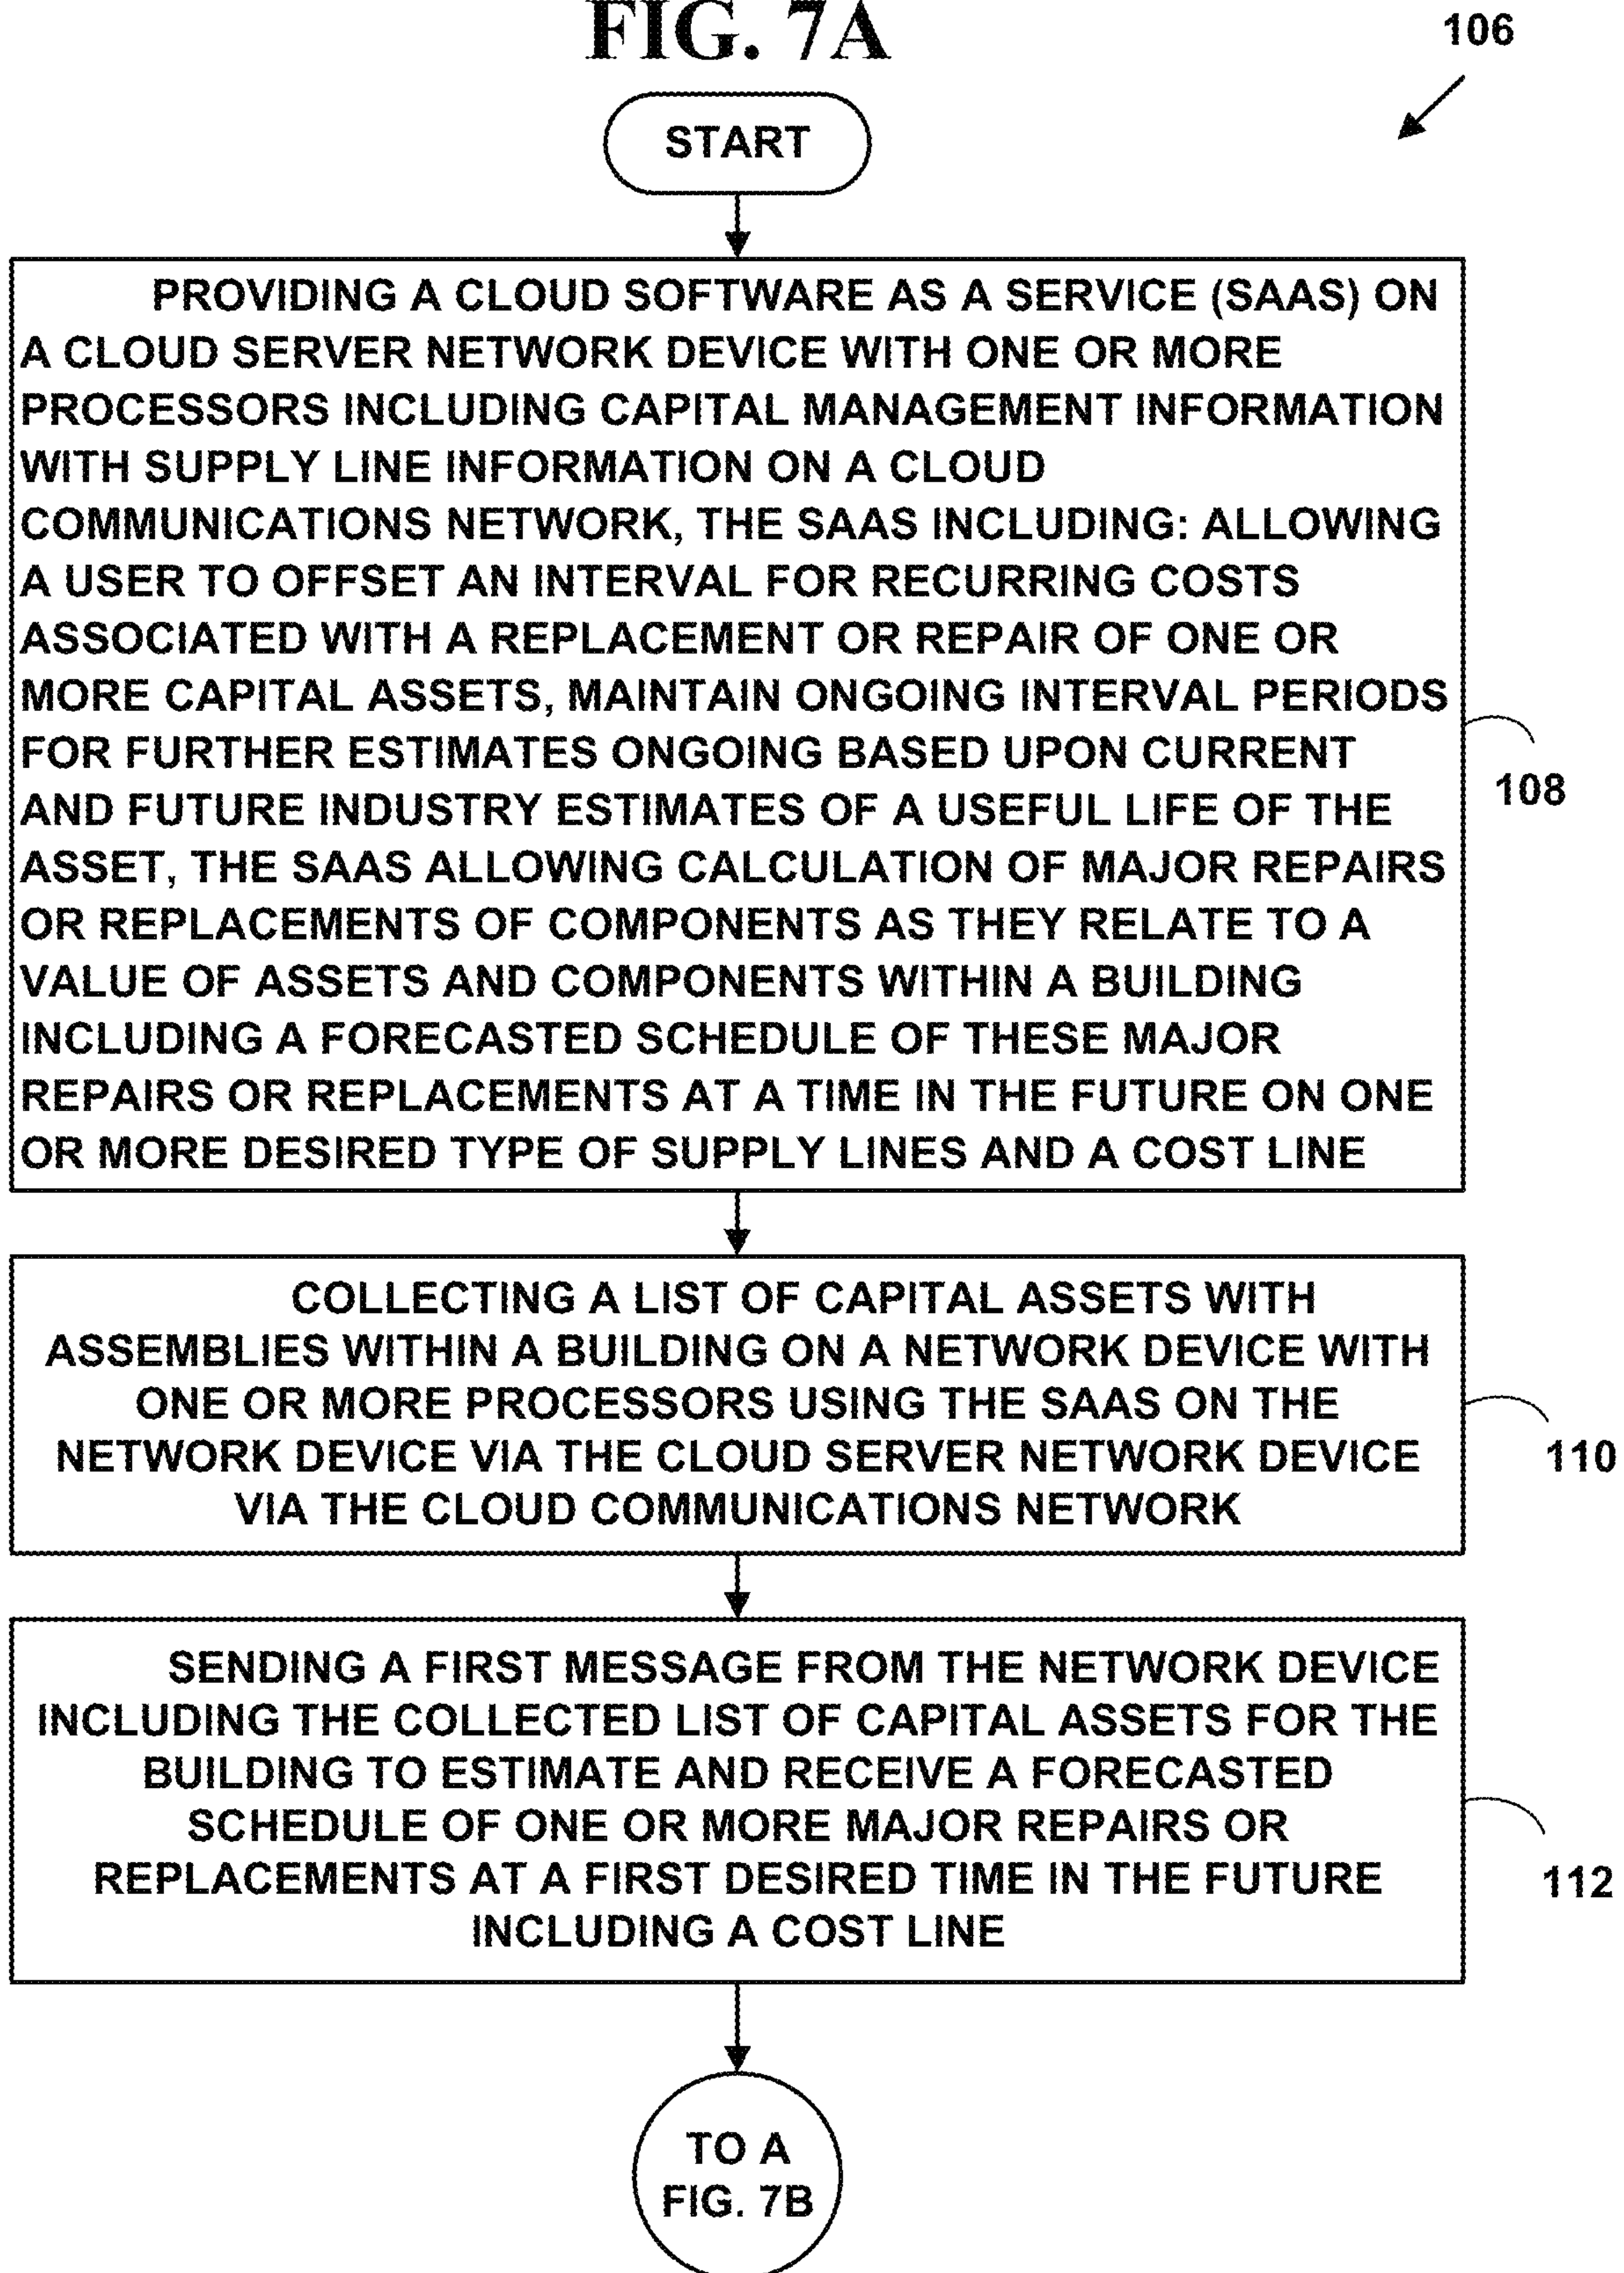 FIG. 7A
106
START
PROVIDING A CLOUD SOFTWARE AS A SERVICE (SAAS) ON
A CLOUD SERVER NETWORK DEVICE WITH ONE OR MORE
PROCESSORS INCLUDING CAPITAL MANAGEMENT INFORMATION
WITH SUPPLY LINE INFORMATION ON A CLOUD
COMMUNICATIONS NETWORK, THE SAAS INCLUDING: ALLOWING
A USER TO OFFSET AN INTERVAL FOR RECURRING COSTS
ASSOCIATED WITH A REPLACEMENT OR REPAIR OF ONE OR
MORE CAPITAL ASSETS, MAINTAIN ONGOING INTERVAL PERIODS
FOR FURTHER ESTIMATES ONGOING BASED UPON CURRENT
AND FUTURE INDUSTRY ESTIMATES OF A USEFUL LIFE OF THE
ASSET, THE SAAS ALLOWING CALCULATION OF MAJOR REPAIRS
OR REPLACEMENTS OF COMPONENTS AS THEY RELATE TO A
VALUE OF ASSETS AND COMPONENTS WITHIN A BUILDING
INCLUDING A FORECASTED SCHEDULE OF THESE MAJOR
REPAIRS OR REPLACEMENTS AT A TIME IN THE FUTURE ON ONE
OR MORE DESIRED TYPE OF SUPPLY LINES AND A COST LINE
108
COLLECTING A LIST OF CAPITAL ASSETS WITH
ASSEMBLIES WITHIN A BUILDING ON A NETWORK DEVICE WITH
ONE OR MORE PROCESSORS USING THE SAAS ON THE
NETWORK DEVICE VIA THE CLOUD SERVER NETWORK DEVICE
VIA THE CLOUD COMMUNICATIONS NETWORK
110
SENDING A FIRST MESSAGE FROM THE NETWORK DEVICE
INCLUDING THE COLLECTED LIST OF CAPITAL ASSETS FOR THE
BUILDING TO ESTIMATE AND RECEIVE A FORECASTED
SCHEDULE OF ONE OR MORE MAJOR REPAIRS OR
REPLACEMENTS AT A FIRST DESIRED TIME IN THE FUTURE
INCLUDING A COST LINE
112
TO A
FIG. 7B